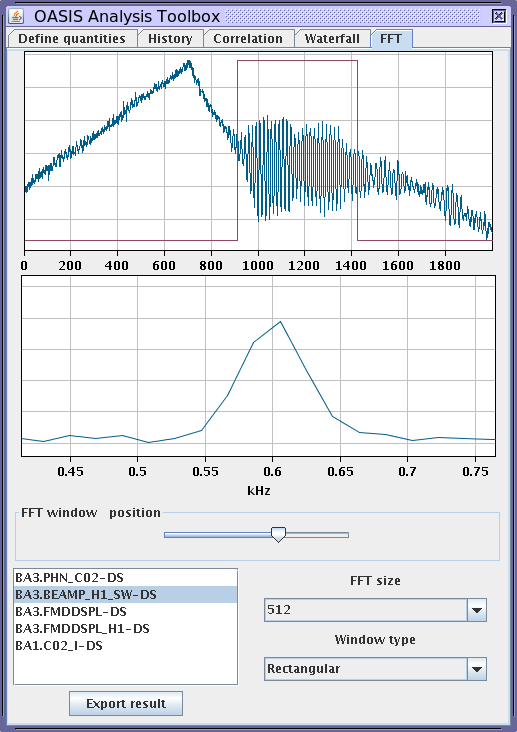 OASIS Analysis Toolbox
Define quantities History Correlation Waterfall FFT
0 200 400 600 800 1000 1200 1400 1600 1800
0.45 0.5 0.55 0.6 0.65 0.7 0.75
kHz
FFT window position
BA3.PHN_C02-DS
BA3.BEAMP_H1_SW-DS
BA3.FMDDSPL-DS
BA3.FMDDSPL_H1-DS
BA1.C02_I-DS
FFT size
512
Window type
Rectangular
Export result